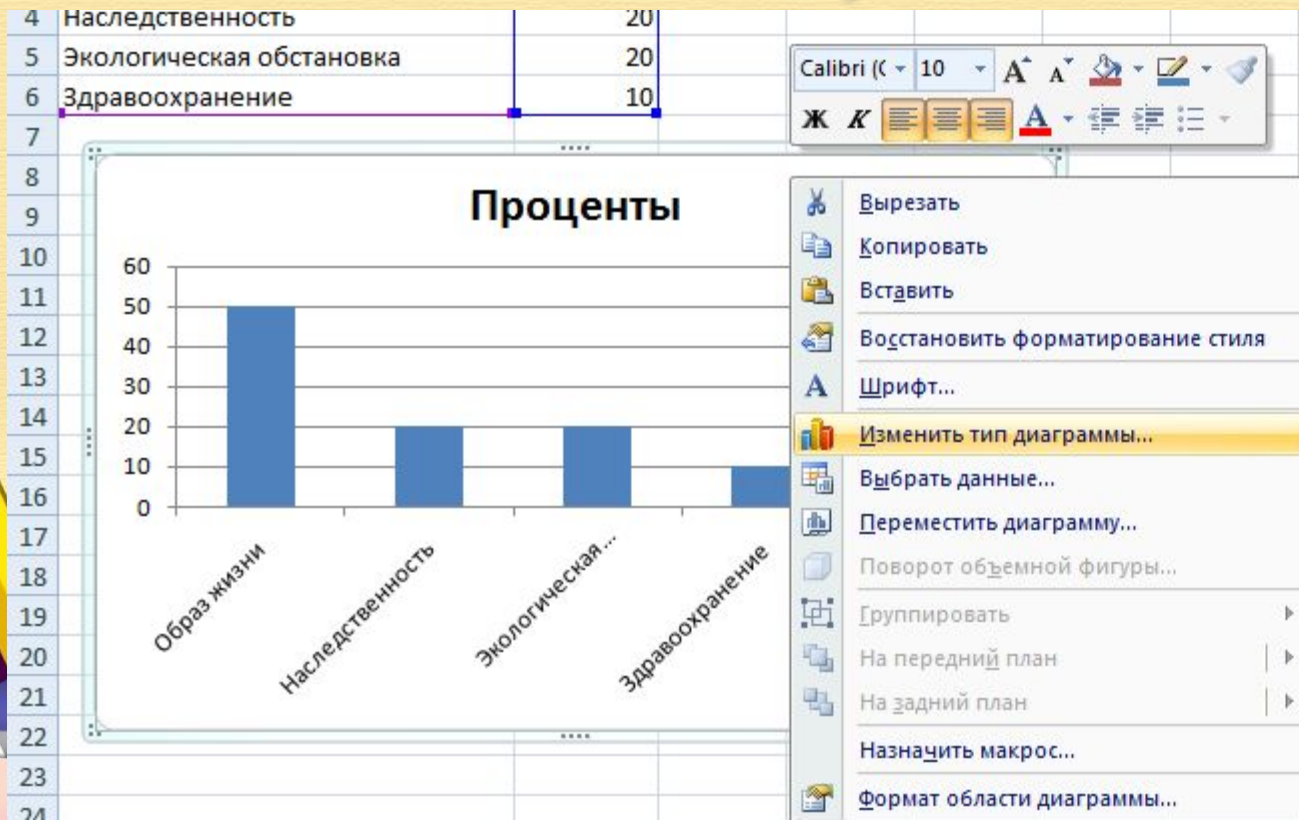 4 Наследственность 20
5 Экологическая обстановка 20
6 Здравоохранение 10
7
8
9
10
11
12
13
14
15
16
17
18
19
20
21
22
23
24
Calibri (С 10 A A
Ж К A
Проценты
60
50
40
30
20
10
0
Образ жизни
Наследственность
Экологическая...
Здравоохранение
Вырезать
Копировать
Вставить
Восстановить форматирование стиля
A Шрифт...
Изменить тип диаграммы...
Выбрать данные...
Переместить диаграмму...
Поворот объемной фигуры...
Группировать
На передний план
На задний план
Назначить макрос...
Формат области диаграммы...